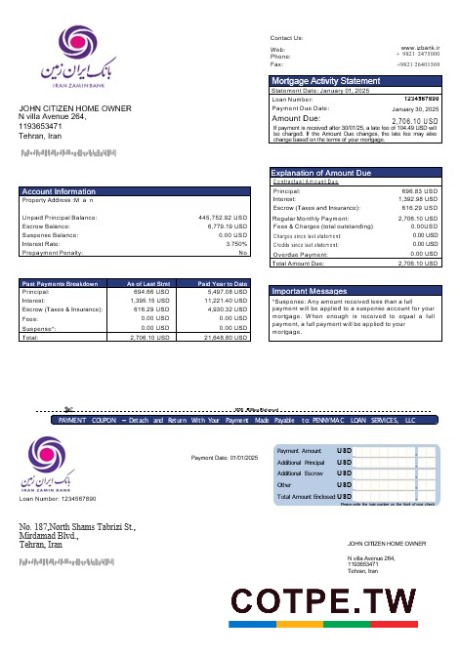 بانک ایران زمین
IRAN ZAMIN BANK
Contact Us:
Web: www.izbank.ir
Phone: + 9821 2475000
Fax: +9821 26401500
Mortgage Activity Statement
Statement Date: January 01, 2025
Loan Number: 1234567890
Payment Due Date January 30, 2025
Amount Due: 2,706.10 USD
If payment is received after 30/01/25, a late fee of 104.49 USD will
be charged. If the Amount Due changes, the late fee may also
change based on the terms of your mortgage.
JOHN CITIZEN HOME OWNER
N villa Avenue 264,
1193653471
Tehran, Iran
Account Information
Property Address :M a n
Unpaid Principal Balance: 445,752.92 USD
Escrow Balance: 6,779.19 USD
Suspense Balance: 0.00 USD
Interest Rate: 3.750%
Prepayment Penalty: No
Explanation of Amount Due
Contractual Amount Due
Principal: 696.83 USD
Interest: 1,392.98 USD
Escrow (Taxes and Insurance): 616.29 USD
Regular Monthly Payment: 2,706.10 USD
Fees & Charges (total outstanding) 0.00USD
Charges since last statement: 0.00 USD
Credits since last statement: 0.00 USD
Overdue Payment: 0.00 USD
Total Amount Due: 2,706.10 USD
Past Payments Breakdown As of Last Stmt Paid Year to Date
Principal: 694.66 USD 5,497.08 USD
Interest: 1,395.15 USD 11,221.40 USD
Escrow (Taxes & Insurance): 616.29 USD 4,930.32 USD
Fees: 0.00 USD 0.00 USD
Suspense*: 0.00 USD 0.00 USD
Total: 2,706.10 USD 21,648.80 USD
Important Messages
*Suspense: Any amount received less than a full
payment will be applied to a suspense account for your
mortgage. When enough is received to equal a full
payment, a full payment will be applied to your
mortgage.
PAYMENT COUPON – Detach and Return With Your Payment Made Payable to PENNYMAC LOAN SERVICES, LLC
بانک ایران زمین
IRAN ZAMIN BANK
Loan Number: 1234567890
Payment Date: 01/01/2025
Payment Amount USD
Additional Principal USD
Additional Escrow USD
Other USD
Total Amount Enclosed USD
No. 187,North Shams Tabrizi St.,
Mirdamad Blvd.,
Tehran, Iran
JOHN CITIZEN HOME OWNER
N villa Avenue 264,
1193653471
Tehran, Iran
COTPE.TW